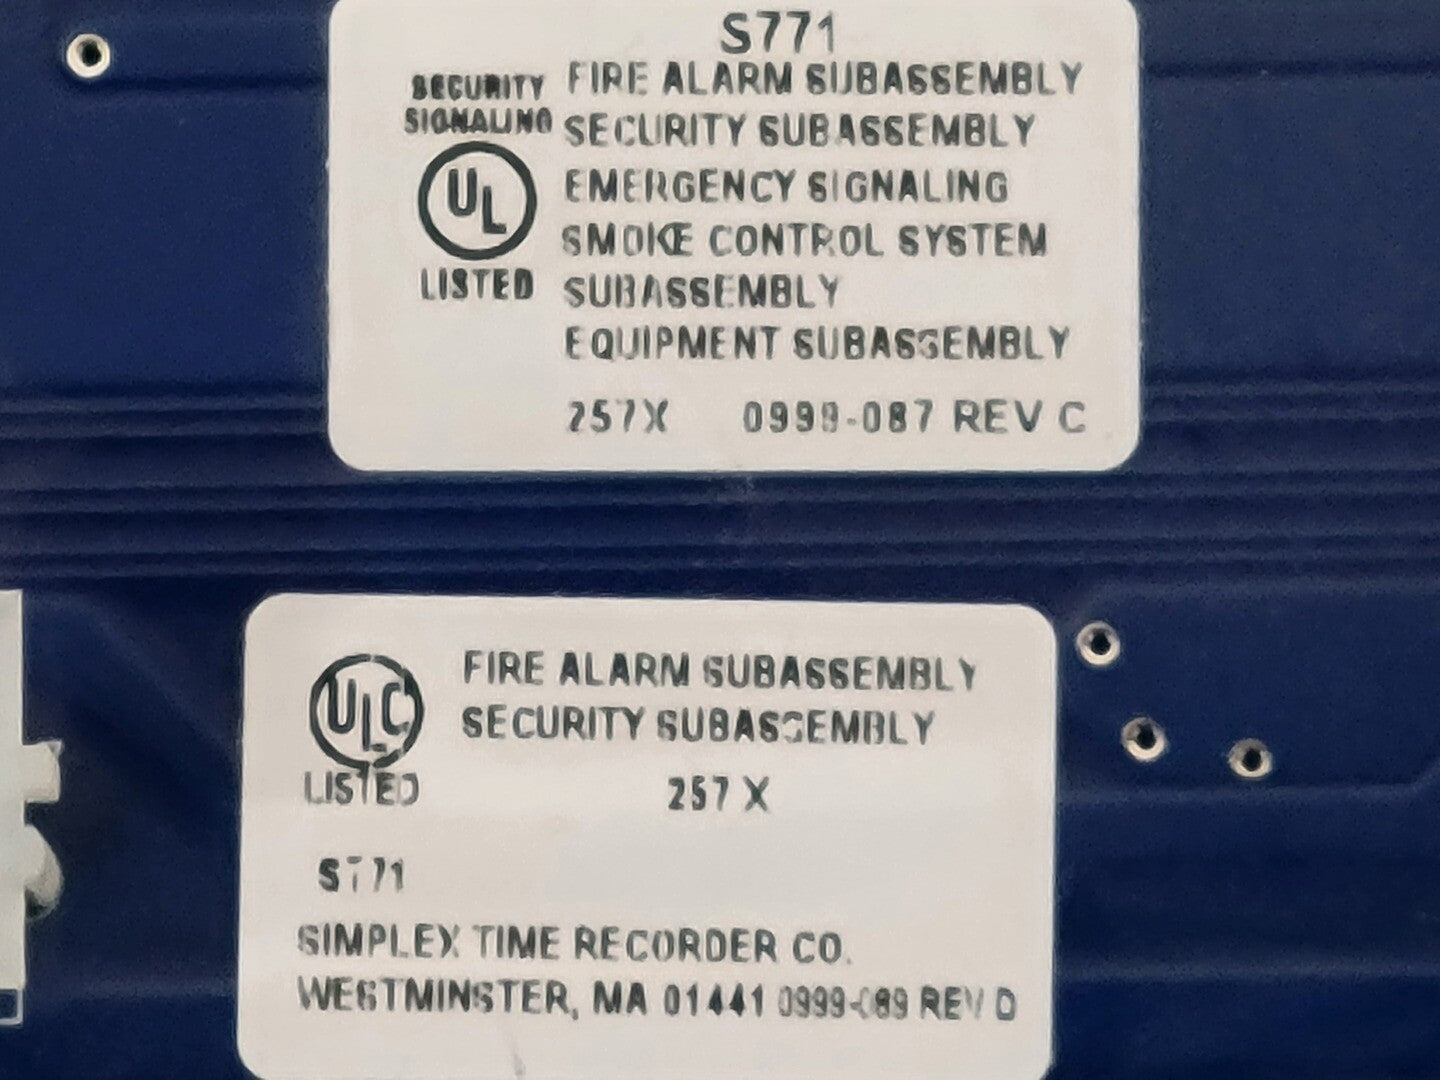 S771
SECURITY
SIGNALING
UL
LISTED
FIRE ALARM SUBASSEMBLY
SECURITY SUBASSEMBLY
EMERGENCY SIGNALING
SMOKE CONTROL SYSTEM
SUBASSEMBLY
EQUIPMENT SUBASSEMBLY
257X 0999-087 REV C
ULC
LISTED
FIRE ALARM SUBASSEMBLY
SECURITY SUBASSEMBLY
257 X
S771
SIMPLEX TIME RECORDER CO.
WESTMINSTER, MA 01441 0999-089 REV D